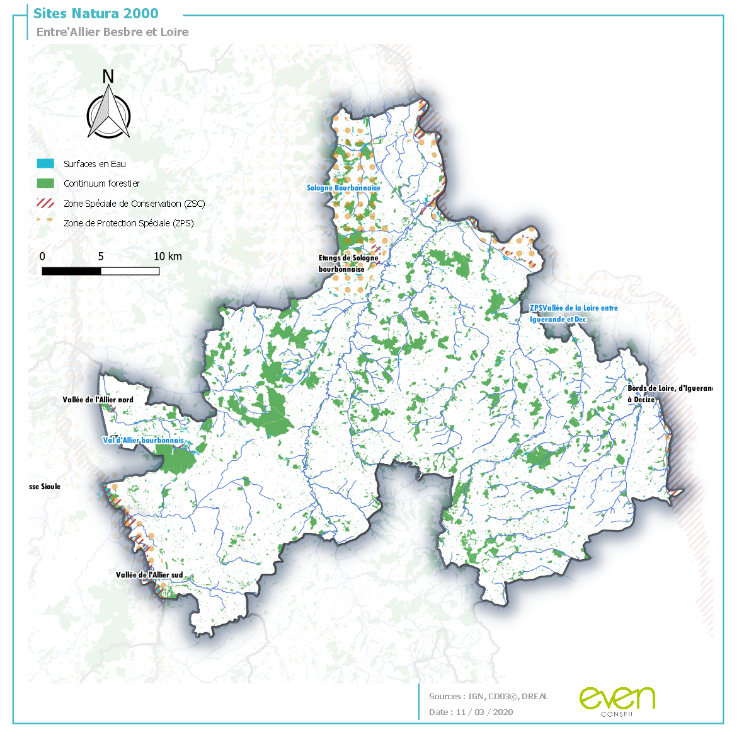 Sites Natura 2000
Entre'Allier Besbre et Loire
N
Surfaces en Eau
Continuum forestier
Zone Spéciale de Conservation (ZSC)
Zone de Protection Spéciale (ZPS)
0 5 10 km
Sologne Bourbonnaise
Etangs de Sologne
bourbonnaise
ZPSVallée de la Loire entre
Iguerande et Dec
Bords de Loire, d'Igueran
à Decize
Vallée de l'Allier nord
Val d'Allier bourbonnais
sse Sioule
Vallée de l'Allier sud
Sources : IGN, CD03©, DREAL
Date : 11 / 03 / 2020
even
CONSEIL